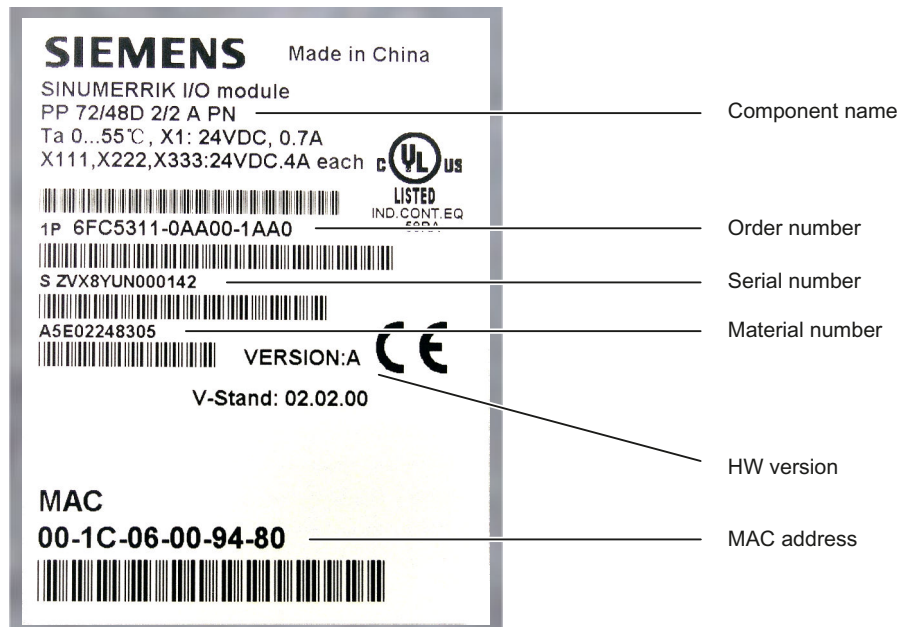 SIEMENS Made in China
SINUMERRIK I/O module
PP 72/48D 2/2 A PN
Component name
Ta 0...55℃, X1: 24VDC, 0.7A
X111,X222,X333:24VDC.4A each
C UL US
LISTED
IND.CONT.EQ
1P 6FC5311-0AA00-1AA0
Order number
S ZVX8YUN000142
Serial number
A5E02248305
Material number
VERSION:A CE
HW version
V-Stand: 02.02.00
MAC
00-1C-06-00-94-80
MAC address